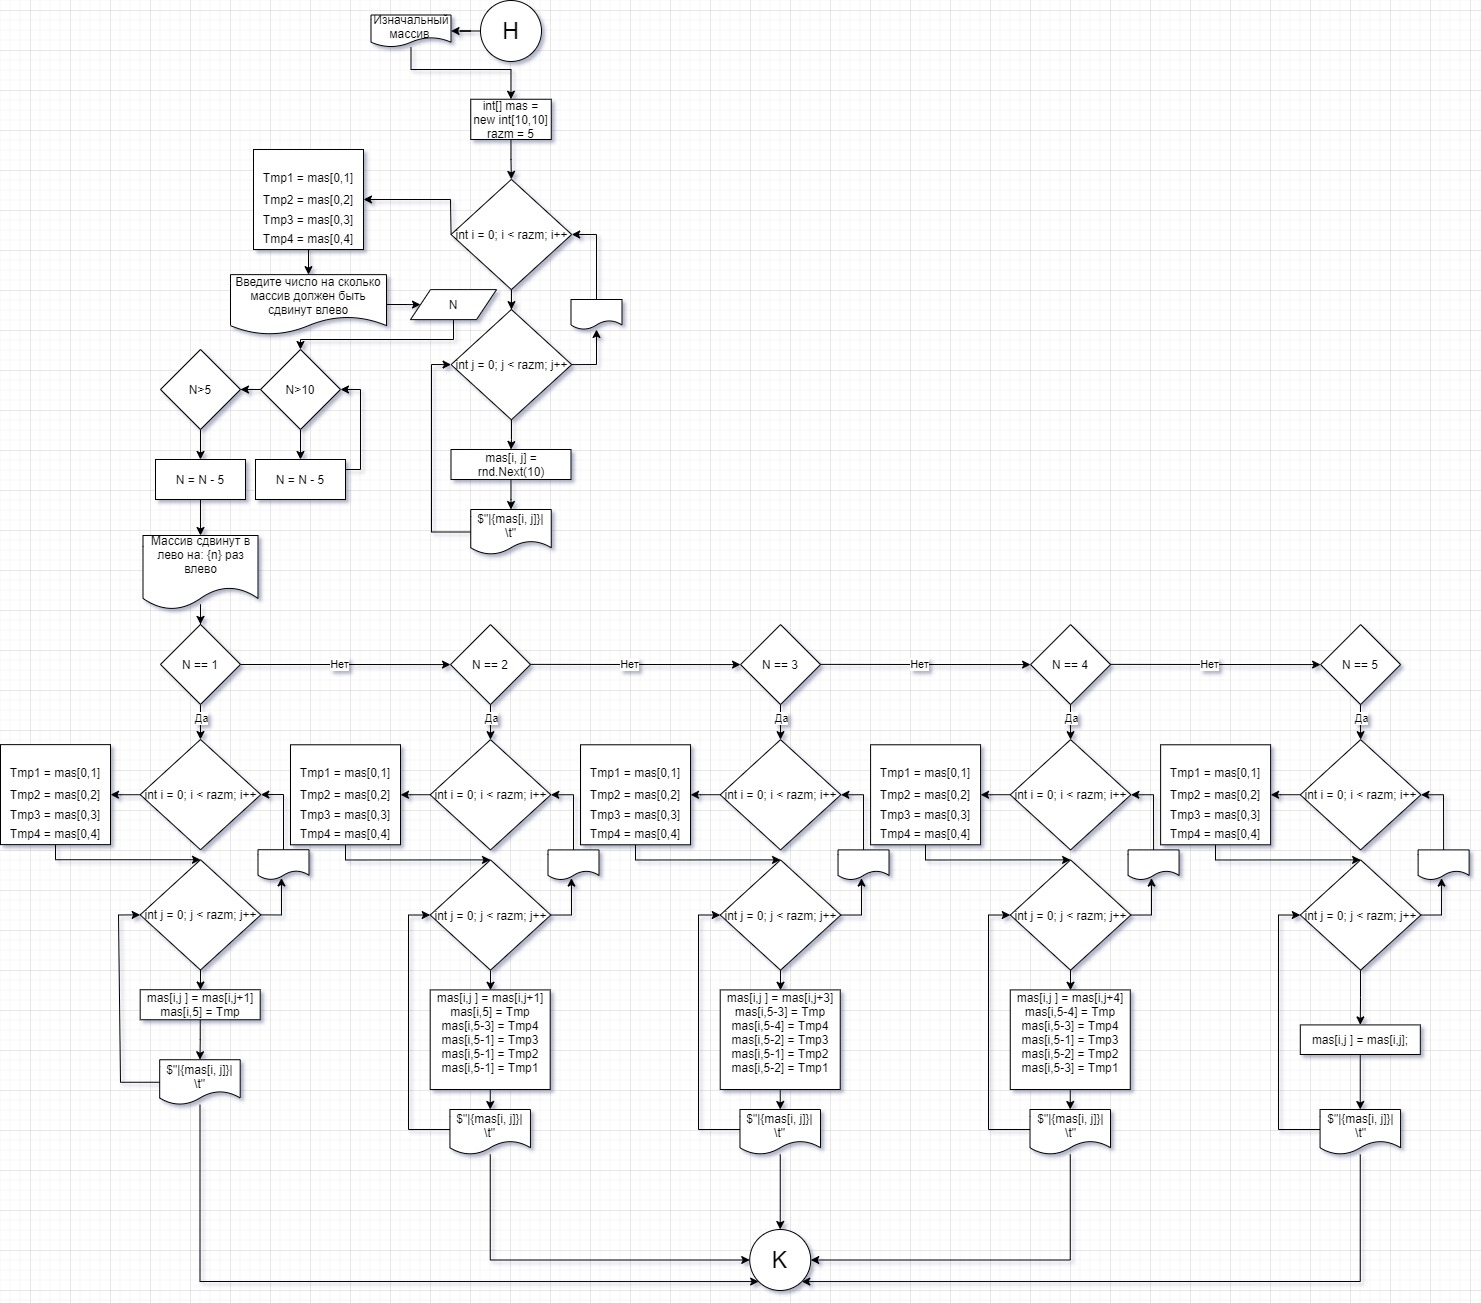 Изначальный
массив
Н
int[] mas =
new int[10,10]
razm = 5
int i = 0; i < razm; i++
Tmp1 = mas[0,1]
Tmp2 = mas[0,2]
Tmp3 = mas[0,3]
Tmp4 = mas[0,4]
Введите число на сколько
массив должен быть
сдвинут влево
N
int j = 0; j < razm; j++
N>5
N>10
mas[i, j] =
rnd.Next(10)
N = N - 5
N = N - 5
$"|{mas[i, j]}|
\t"
Массив сдвинут в
лево на: {n} раз
влево
N == 1
Нет
N == 2
Нет
N == 3
Нет
N == 4
Нет
N == 5
Да
Да
Да
Да
Да
Tmp1 = mas[0,1]
Tmp2 = mas[0,2]
Tmp3 = mas[0,3]
Tmp4 = mas[0,4]
int i = 0; i < razm; i++
Tmp1 = mas[0,1]
Tmp2 = mas[0,2]
Tmp3 = mas[0,3]
Tmp4 = mas[0,4]
int i = 0; i < razm; i++
Tmp1 = mas[0,1]
Tmp2 = mas[0,2]
Tmp3 = mas[0,3]
Tmp4 = mas[0,4]
int i = 0; i < razm; i++
Tmp1 = mas[0,1]
Tmp2 = mas[0,2]
Tmp3 = mas[0,3]
Tmp4 = mas[0,4]
int i = 0; i < razm; i++
Tmp1 = mas[0,1]
Tmp2 = mas[0,2]
Tmp3 = mas[0,3]
Tmp4 = mas[0,4]
int i = 0; i < razm; i++
int j = 0; j < razm; j++
int j = 0; j < razm; j++
int j = 0; j < razm; j++
int j = 0; j < razm; j++
int j = 0; j < razm; j++
mas[i,j ] = mas[i,j+1]
mas[i,5] = Tmp
mas[i,j ] = mas[i,j+1]
mas[i,5] = Tmp
mas[i,5-3] = Tmp4
mas[i,5-1] = Tmp3
mas[i,5-1] = Tmp2
mas[i,5-1] = Tmp1
mas[i,j ] = mas[i,j+3]
mas[i,5-3] = Tmp
mas[i,5-4] = Tmp4
mas[i,5-2] = Tmp3
mas[i,5-1] = Tmp2
mas[i,5-2] = Tmp1
mas[i,j ] = mas[i,j+4]
mas[i,5-4] = Tmp
mas[i,5-3] = Tmp4
mas[i,5-1] = Tmp3
mas[i,5-2] = Tmp2
mas[i,5-3] = Tmp1
mas[i,j ] = mas[i,j];
$"|{mas[i, j]}|
\t"
$"|{mas[i, j]}|
\t"
$"|{mas[i, j]}|
\t"
$"|{mas[i, j]}|
\t"
$"|{mas[i, j]}|
\t"
К